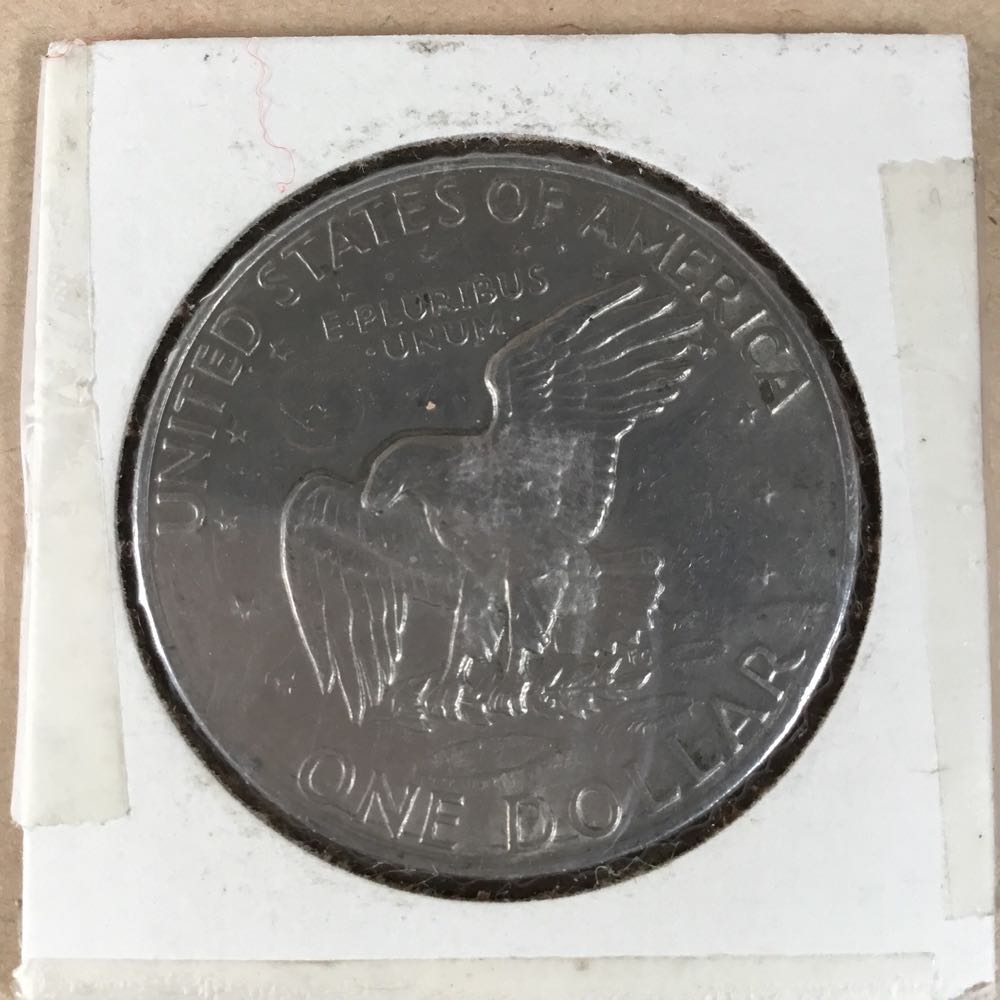 UNITED STATES OF AMERICA
E·PLURIBUS
·UNUM·
ONE DOLLAR